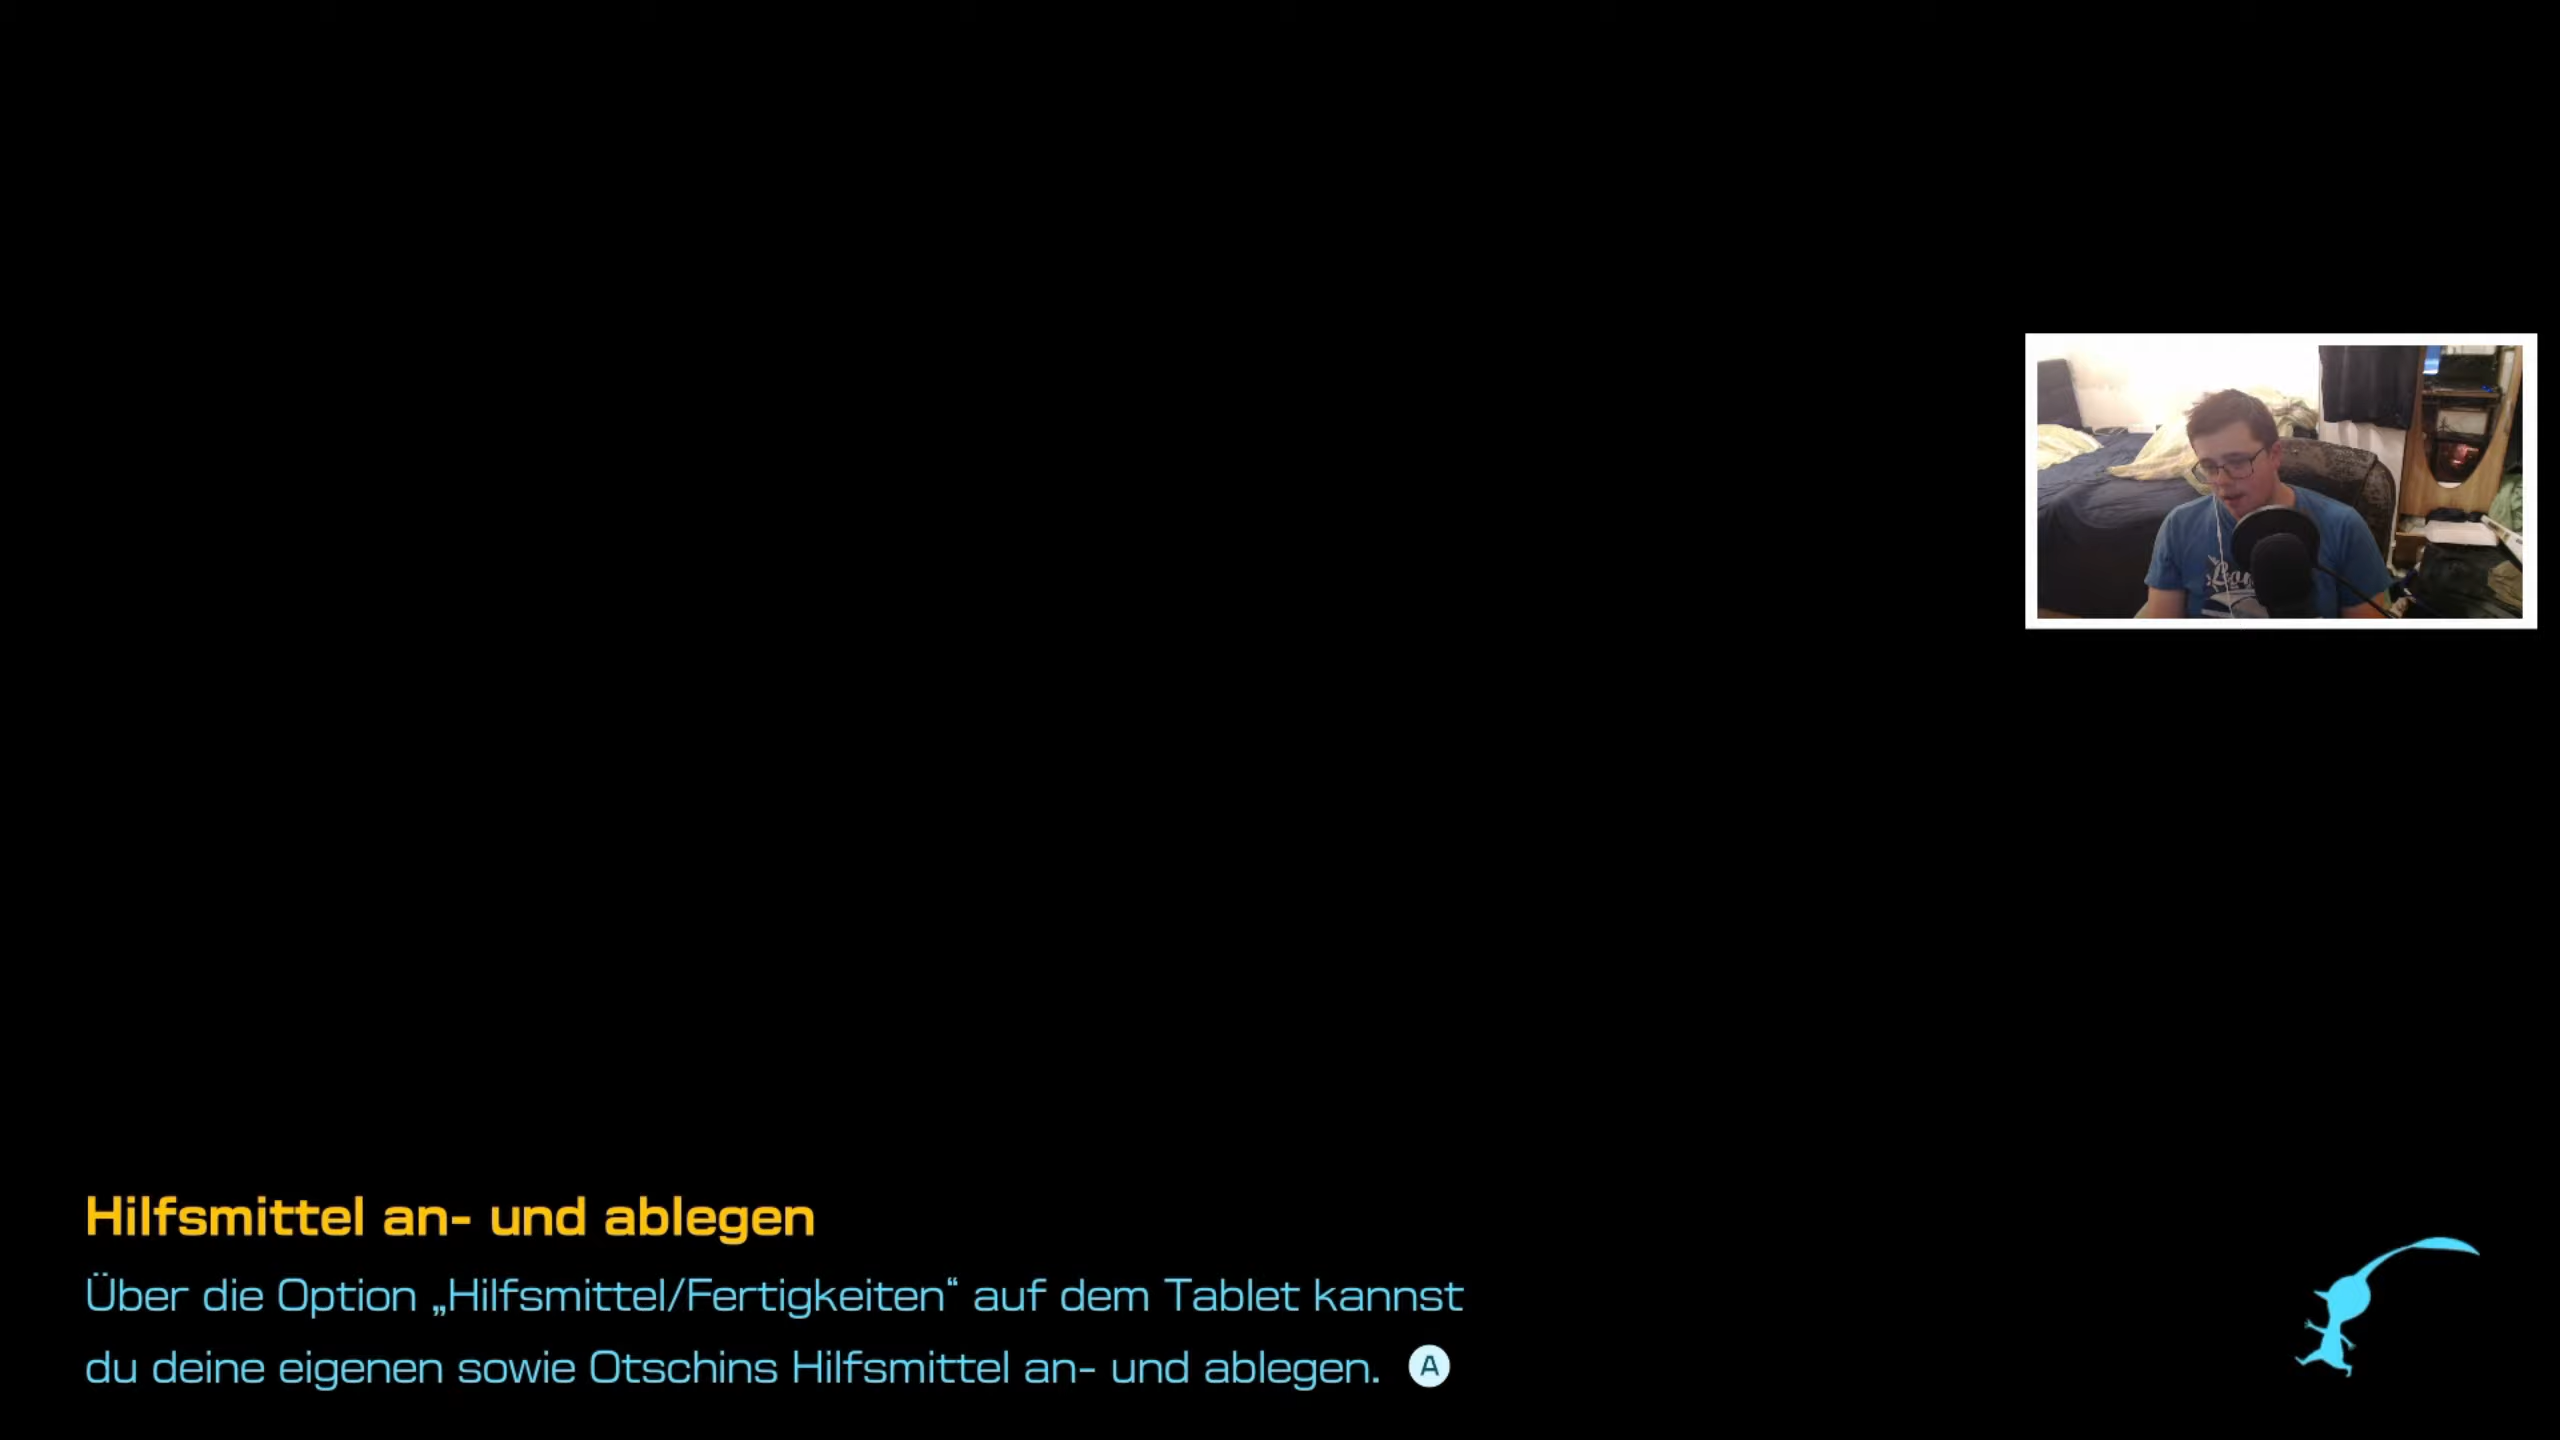 Hilfsmittel an- und ablegen
Über die Option „Hilfsmittel/Fertigkeiten“ auf dem Tablet kannst
du deine eigenen sowie Otschins Hilfsmittel an- und ablegen. A